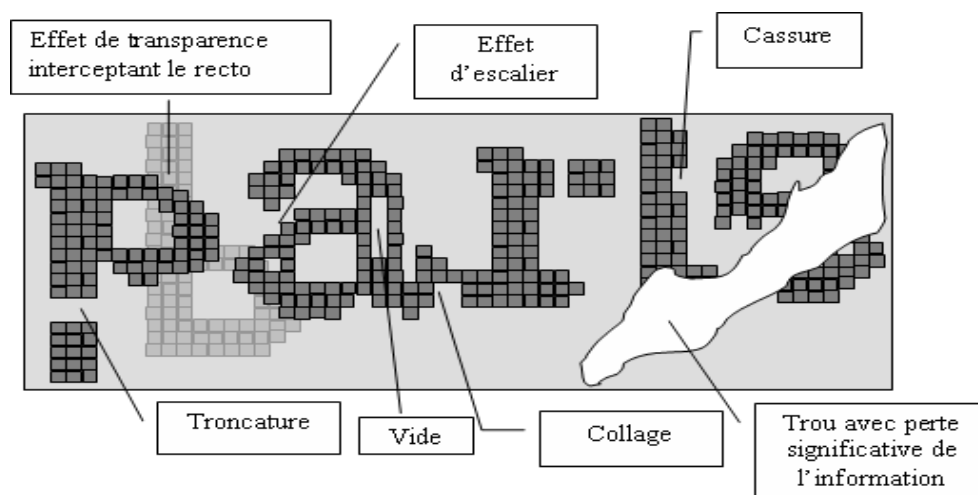 Effet de transparence
interceptant le recto
Effet
d'escalier
Cassure
Troncature
Vide
Collage
Trou avec perte
significative de
l'information